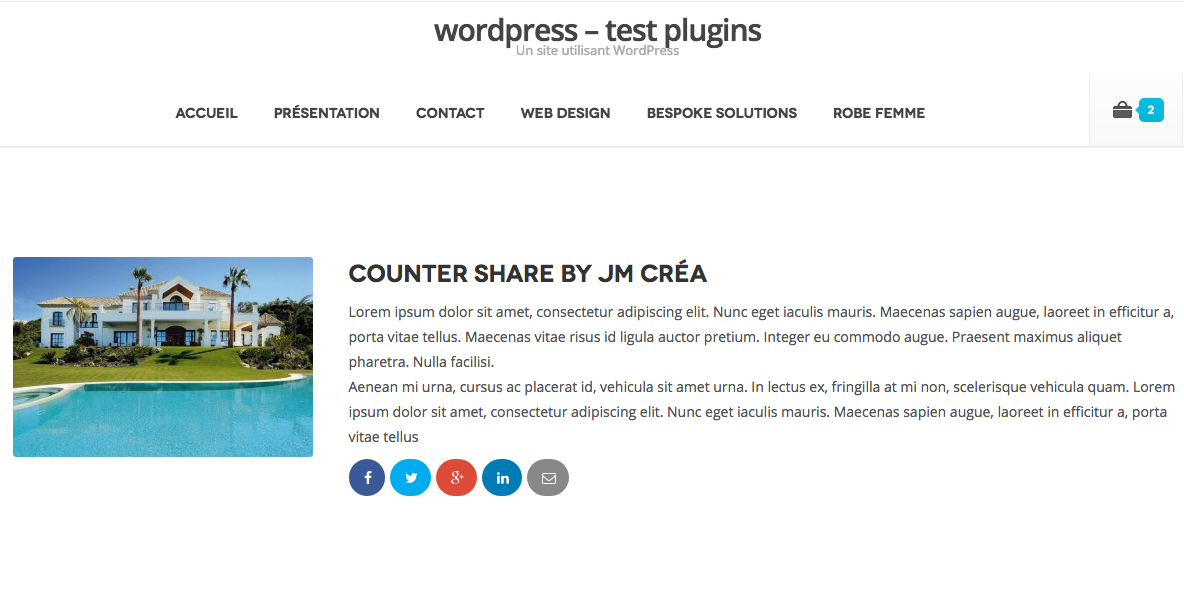 wordpress – test plugins
Un site utilisant WordPress
ACCUEIL PRÉSENTATION CONTACT WEB DESIGN BESPOKE SOLUTIONS ROBE FEMME 2
COUNTER SHARE BY JM CRÉA
Lorem ipsum dolor sit amet, consectetur adipiscing elit. Nunc eget iaculis mauris. Maecenas sapien augue, laoreet in efficitur a,
porta vitae tellus. Maecenas vitae risus id ligula auctor pretium. Integer eu commodo augue. Praesent maximus aliquet
pharetra. Nulla facilisi.
Aenean mi urna, cursus ac placerat id, vehicula sit amet urna. In lectus ex, fringilla at mi non, scelerisque vehicula quam. Lorem
ipsum dolor sit amet, consectetur adipiscing elit. Nunc eget iaculis mauris. Maecenas sapien augue, laoreet in efficitur a, porta
vitae tellus
f g+ in